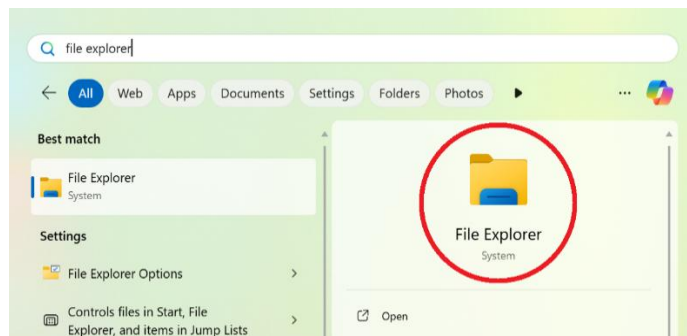 file explorer
All Web Apps Documents Settings Folders Photos ...
Best match
File Explorer
System
Settings
File Explorer Options
Controls files in Start, File
Explorer, and items in Jump Lists
File Explorer
System
Open